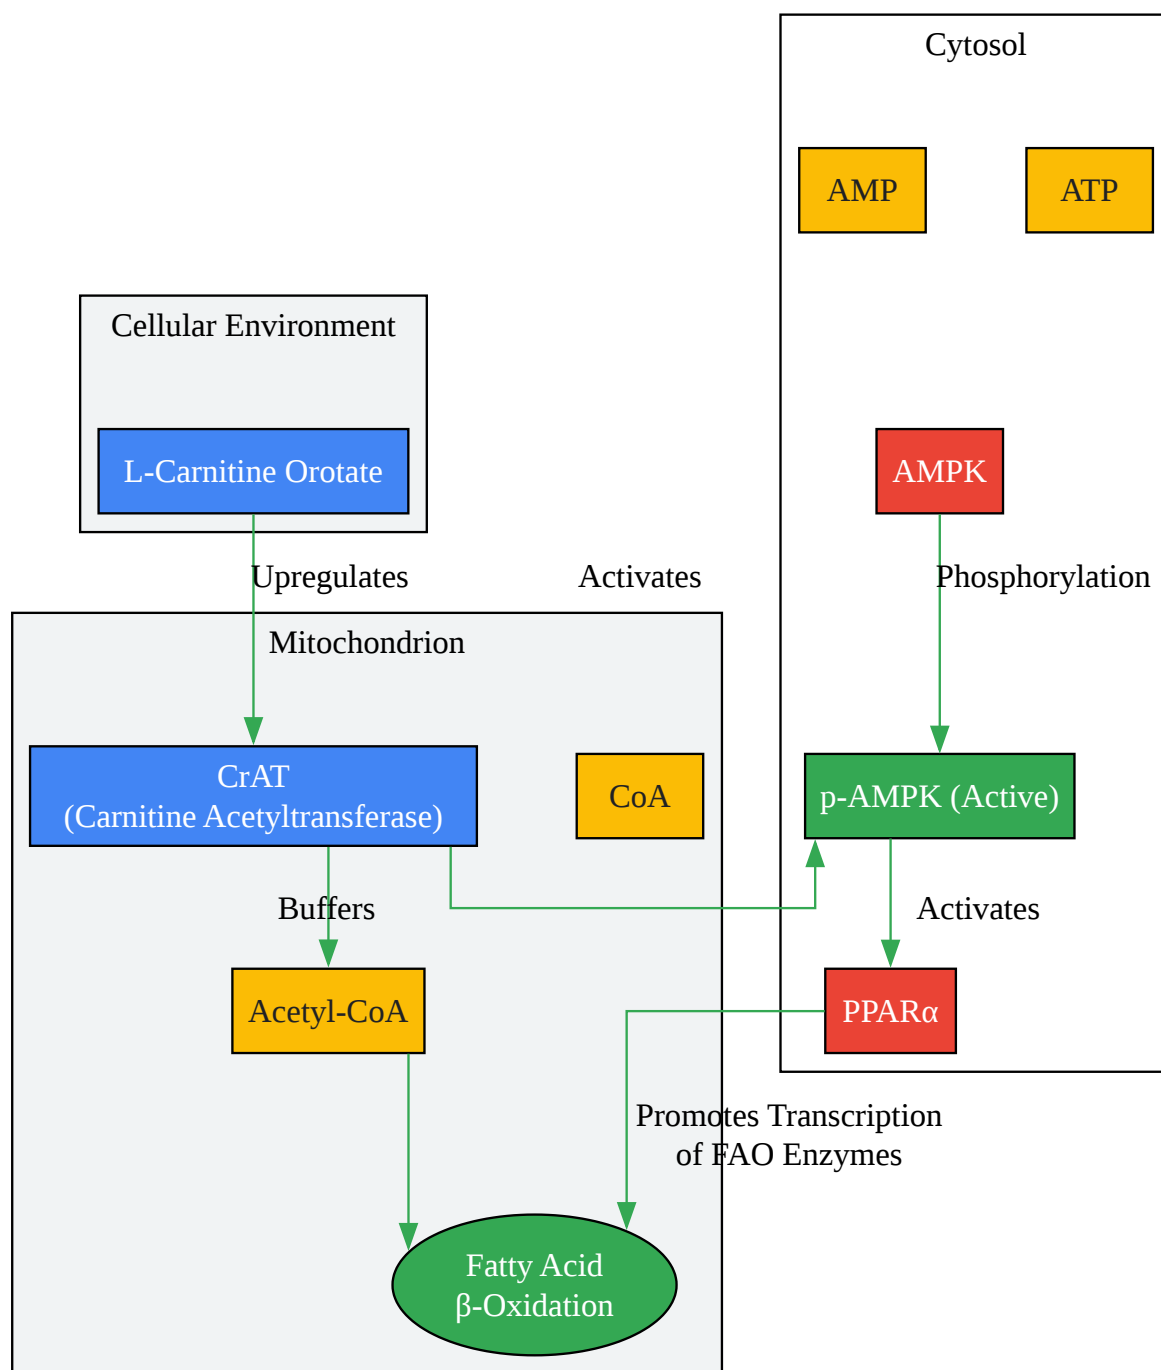 Cytosol
AMP
ATP
Cellular Environment
L-Carnitine Orotate
AMPK
Upregulates
Activates
Phosphorylation
Mitochondrion
CrAT
(Carnitine Acetyltransferase)
CoA
p-AMPK (Active)
Buffers
Activates
Acetyl-CoA
PPARα
Promotes Transcription
of FAO Enzymes
Fatty Acid
β-Oxidation